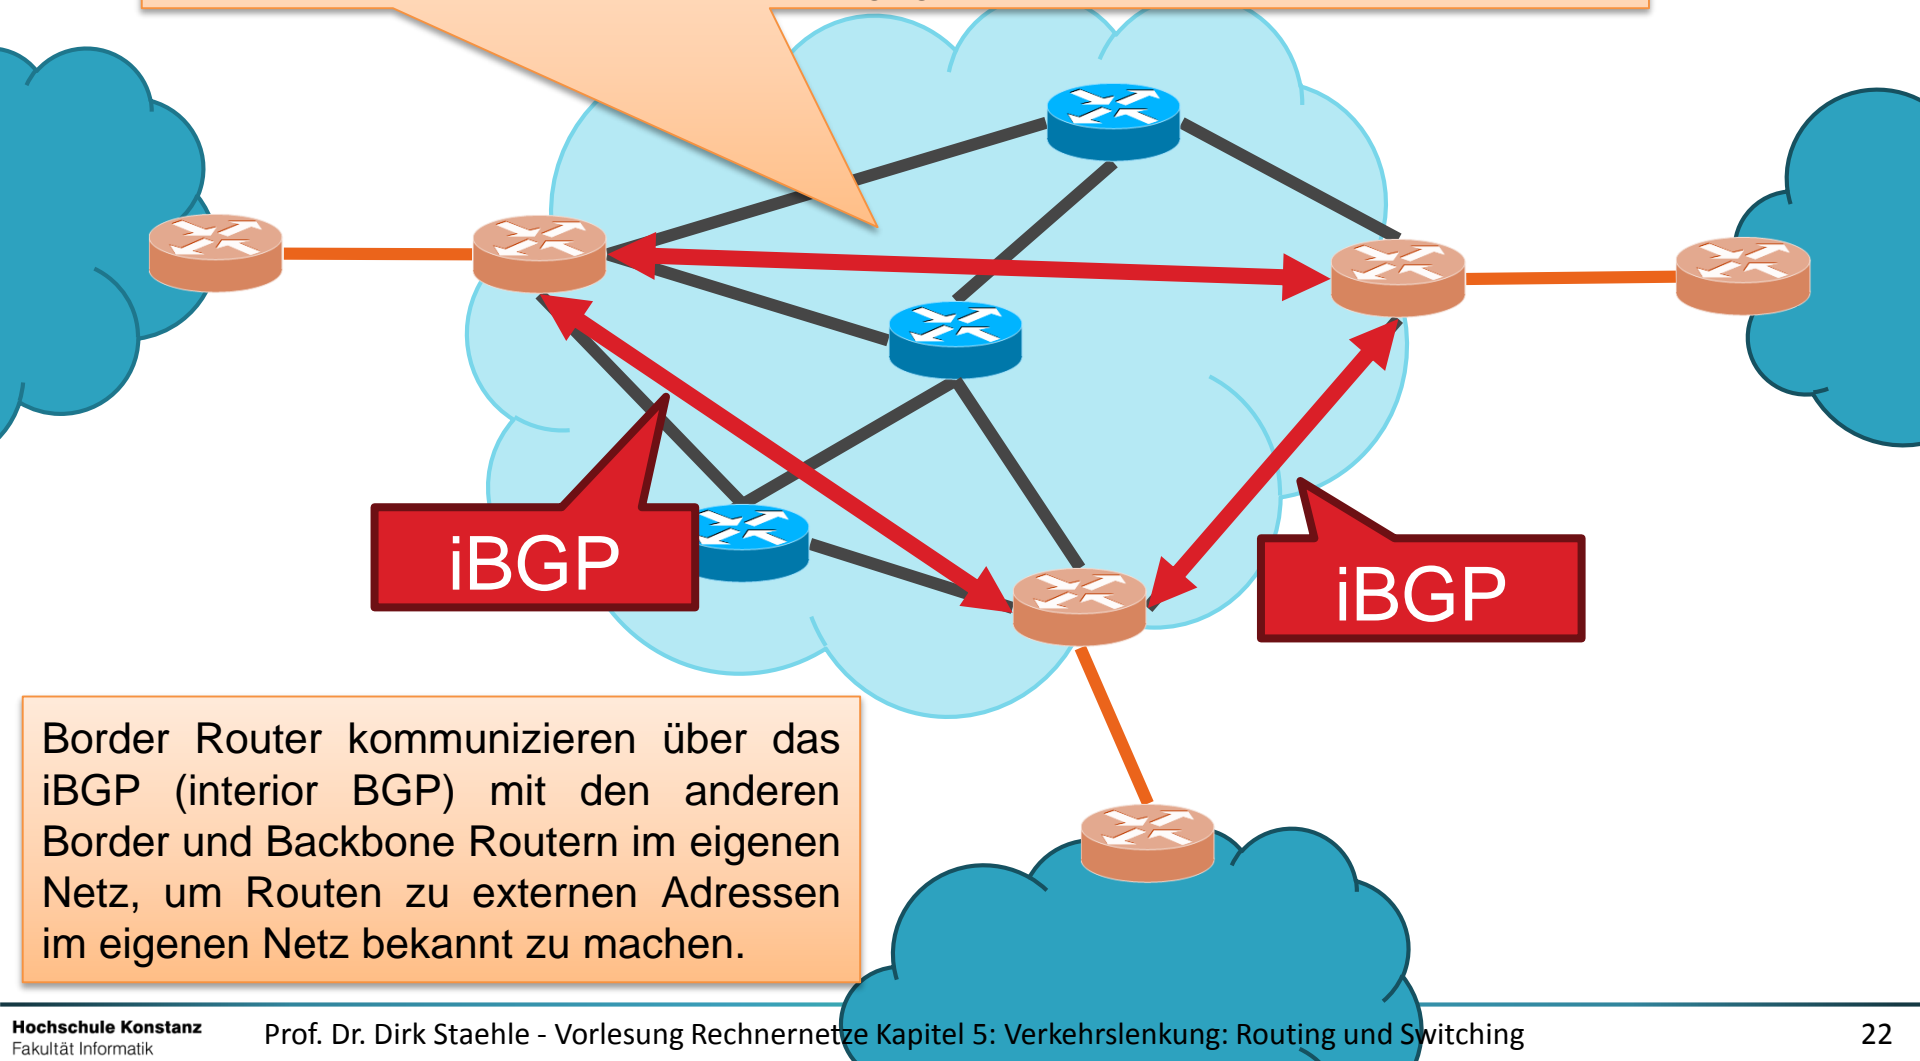 iBGP
iBGP
Border Router kommunizieren über das
iBGP (interior BGP) mit den anderen
Border und Backbone Routern im eigenen
Netz, um Routen zu externen Adressen
im eigenen Netz bekannt zu machen.
Hochschule Konstanz
Fakultät Informatik
Prof. Dr. Dirk Staehle - Vorlesung Rechnernetze Kapitel 5: Verkehrslenkung: Routing und Switching
22